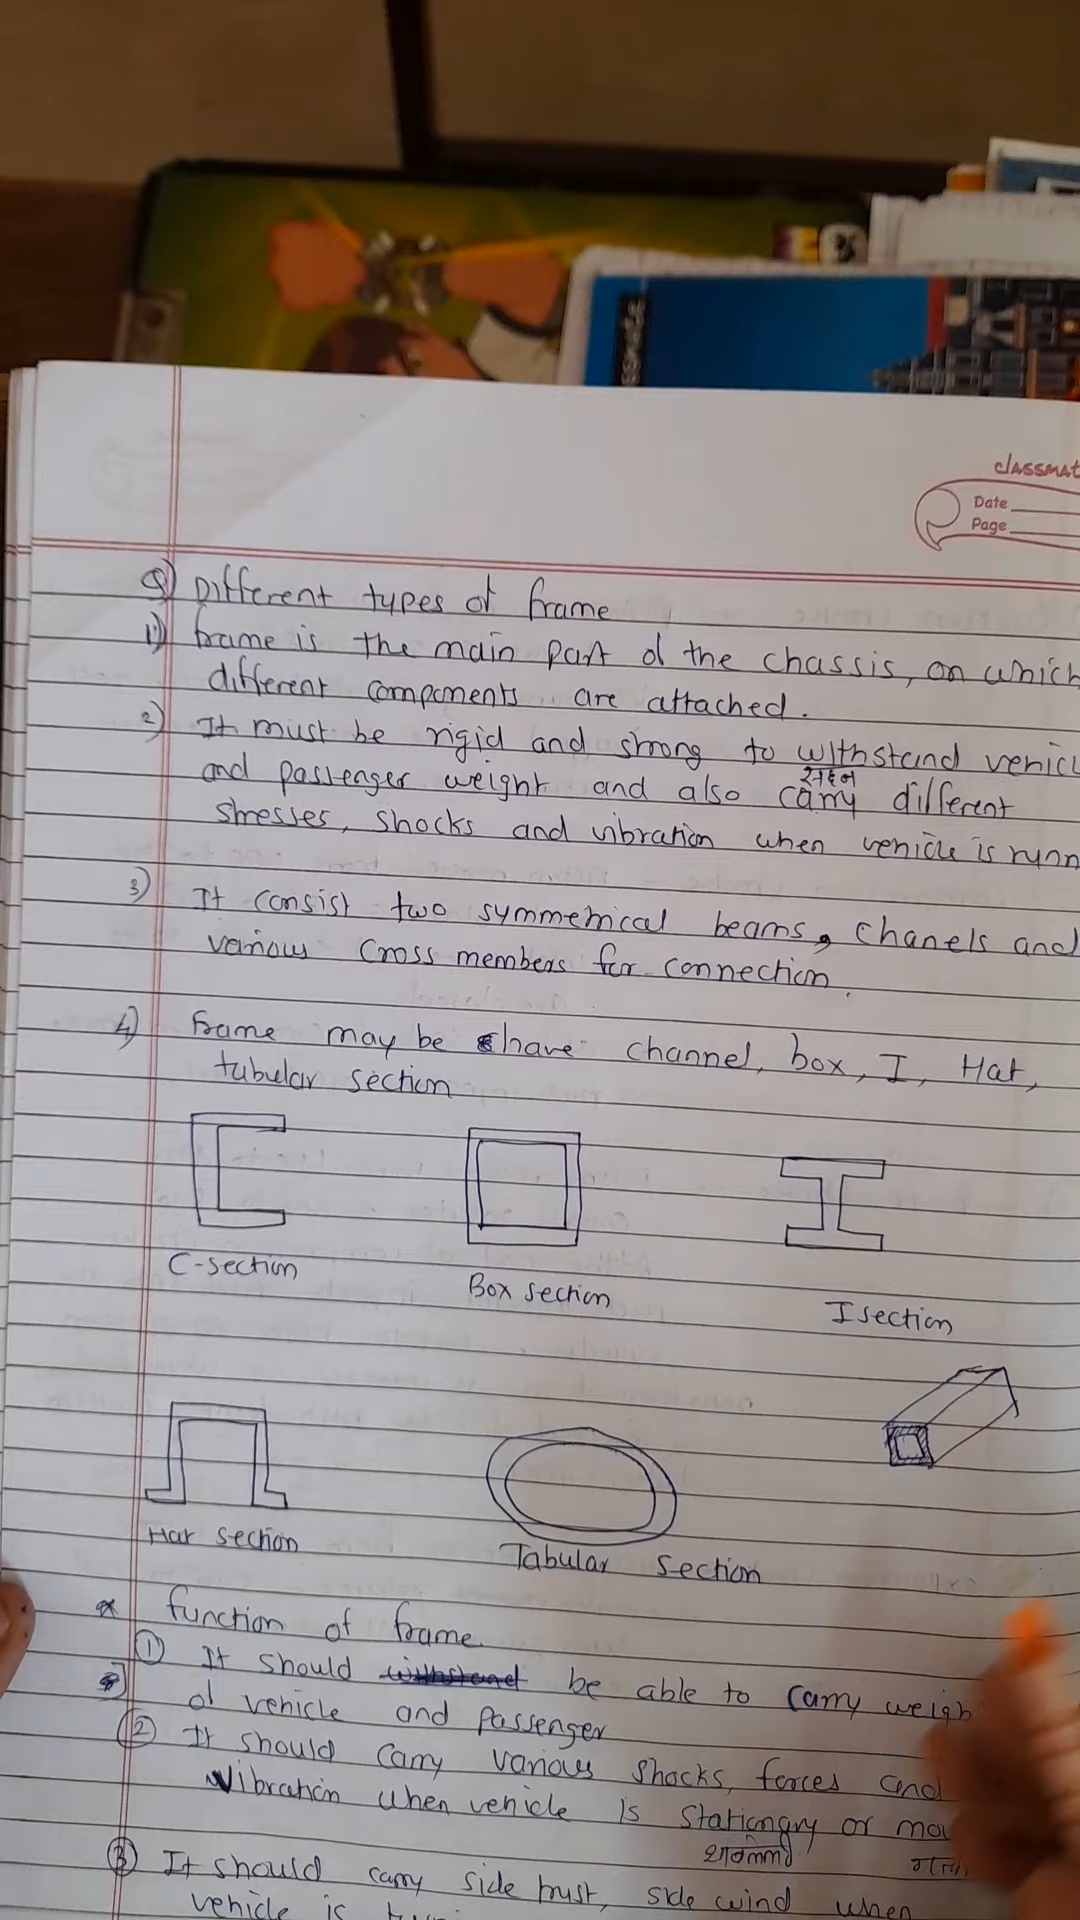 classmat
Date
Page
Q) Different types of frame
1) frame is the main part of the chassis, on which
different components are attached.
2) It must be rigid and strong to withstand vehicl
and passenger weight and also carry different
stresses, shocks and vibration when vehicle is runn
3) It consist two symmetrical beams, chanels and
various cross members for connection.
4) frame may be have channel, box, I, Hat,
tubular section
C-section
Box section
I section
Hat section
Tabular section
* function of frame
① It should be able to carry weigh
of vehicle and passenger
② It should carry various shocks, forces and
vibration when vehicle is stationary or mov
③ It should carry side trust, side wind when
vehicle is